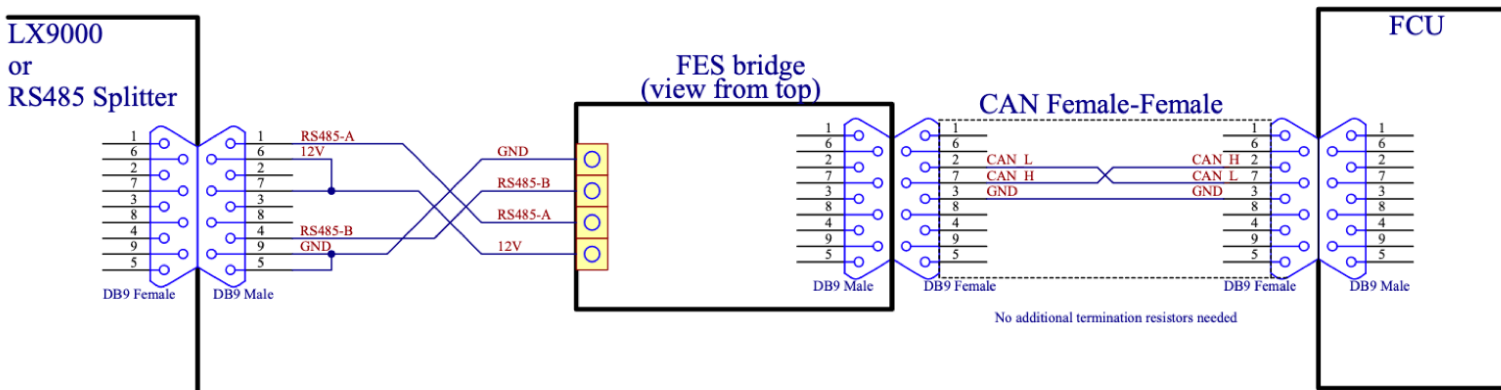 LX9000
or
RS485 Splitter
FES bridge
(view from top)
CAN Female-Female
FCU
1
6
2
7
3
8
4
9
5
DB9 Female
1
6
2
7
3
8
4
9
5
DB9 Male
RS485-A
12V
RS485-B
GND
GND
RS485-B
RS485-A
12V
1
6
2
7
3
8
4
9
5
DB9 Male
1
6
2
7
3
8
4
9
5
DB9 Female
CAN L
CAN H
GND
CAN H
CAN L
GND
1
6
2
7
3
8
4
9
5
DB9 Female
1
6
2
7
3
8
4
9
5
DB9 Male
No additional termination resistors needed